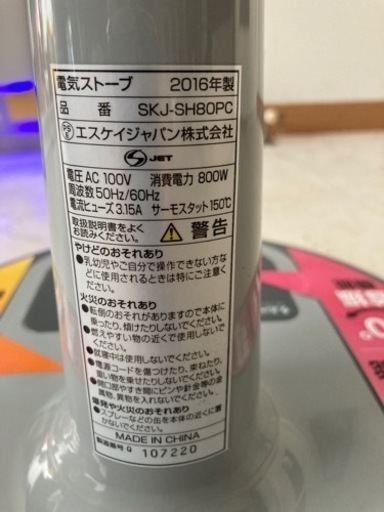 電気ストーブ 2016年製
品 番 SKJ-SH80PC
PS E エスケイジャパン株式会社
S JET
電圧 AC 100V 消費電力 800W
周波数 50Hz/60Hz
電流ヒューズ 3.15A サーモスタット 150℃
取扱説明書をよく
お読みください。
警告
やけどのおそれあり
●乳幼児やご自分で操作できない方な
どに使用されるときは特にご注意く
ださい。
火災のおそれあり
●転倒のおそれがありますので本体に
乗ったり、傾けたりしないでください。
●燃えやすい物の近くで使用しない
でください。
●就寝中は使用しないでください。
●電源コードを傷つけたり、束ねたり、
重い物を乗せたりしないでください。
●開口部やすき間にピンや針金等の金
属物、異物を入れないでください。
爆発や火災のおそれあり
●スプレーなどの缶を本体の近くに置
かないでください。
MADE IN CHINA
製造番号 Q 107220